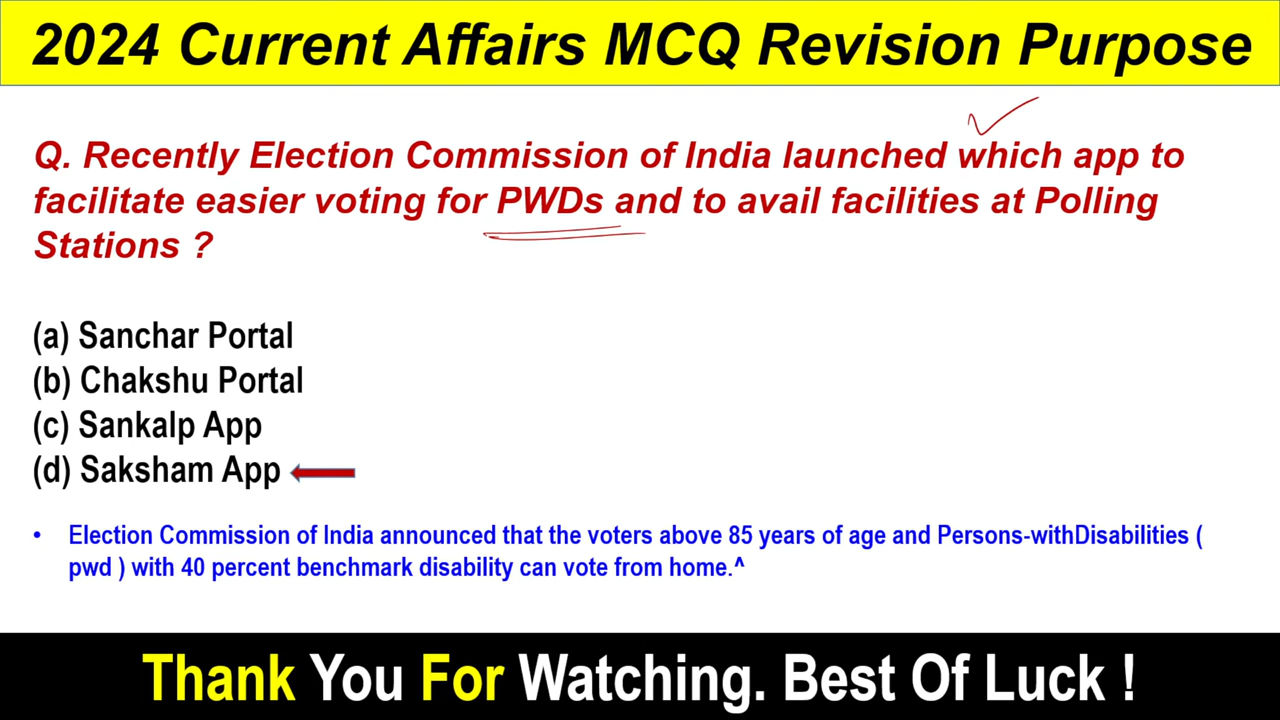 2024 Current Affairs MCQ Revision Purpose
Q. Recently Election Commission of India launched which app to
facilitate easier voting for PWDs and to avail facilities at Polling
Stations ?
(a) Sanchar Portal
(b) Chakshu Portal
(c) Sankalp App
(d) Saksham App
• Election Commission of India announced that the voters above 85 years of age and Persons-withDisabilities (
pwd ) with 40 percent benchmark disability can vote from home.^
Thank You For Watching. Best Of Luck !